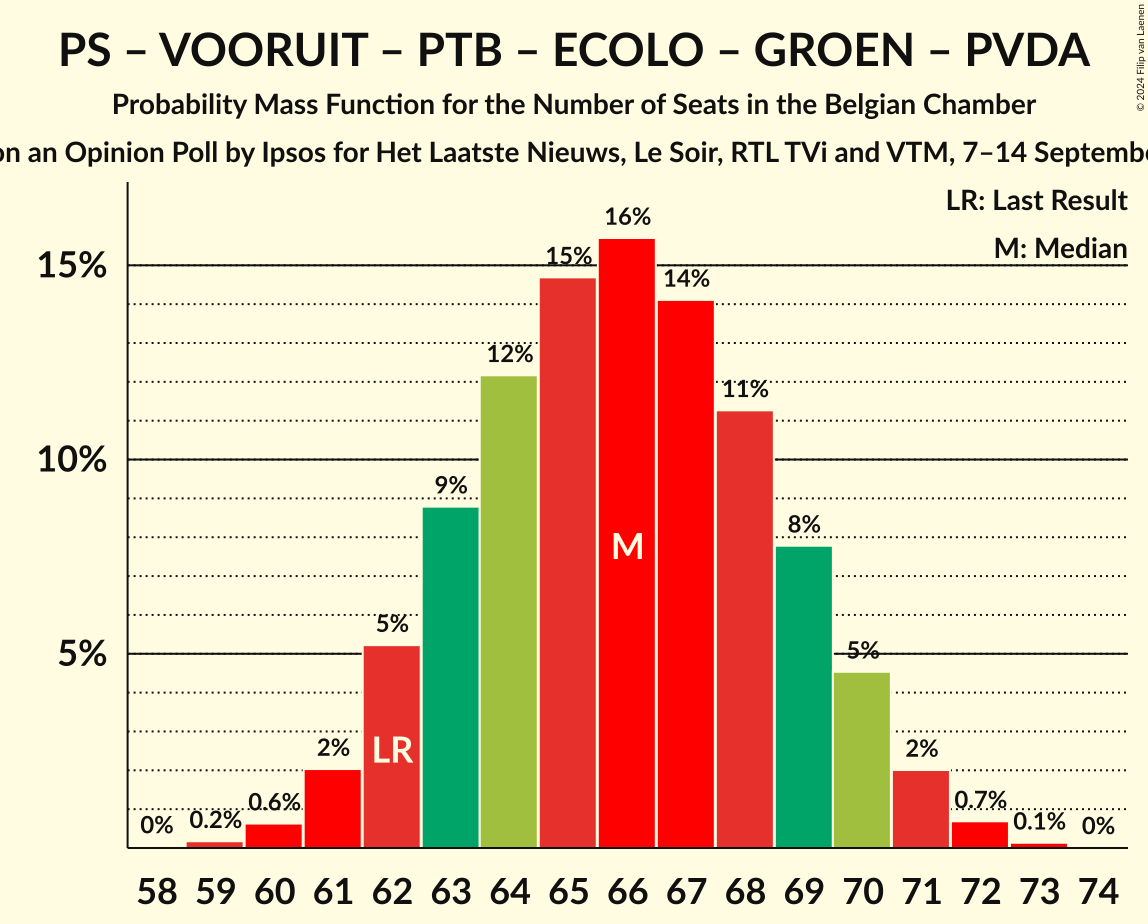 PS – VOORUIT – PTB – ECOLO – GROEN – PVDA
© 2024 Filip van Laenen
Probability Mass Function for the Number of Seats in the Belgian Chamber
on an Opinion Poll by Ipsos for Het Laatste Nieuws, Le Soir, RTL TVi and VTM, 7–14 Septembe
LR: Last Result
M: Median
15%
10%
5%
0%
0.2%
0.6%
2%
5%
9%
12%
15%
16%
14%
11%
8%
5%
2%
0.7%
0.1%
0%
LR
M
58 59 60 61 62 63 64 65 66 67 68 69 70 71 72 73 74